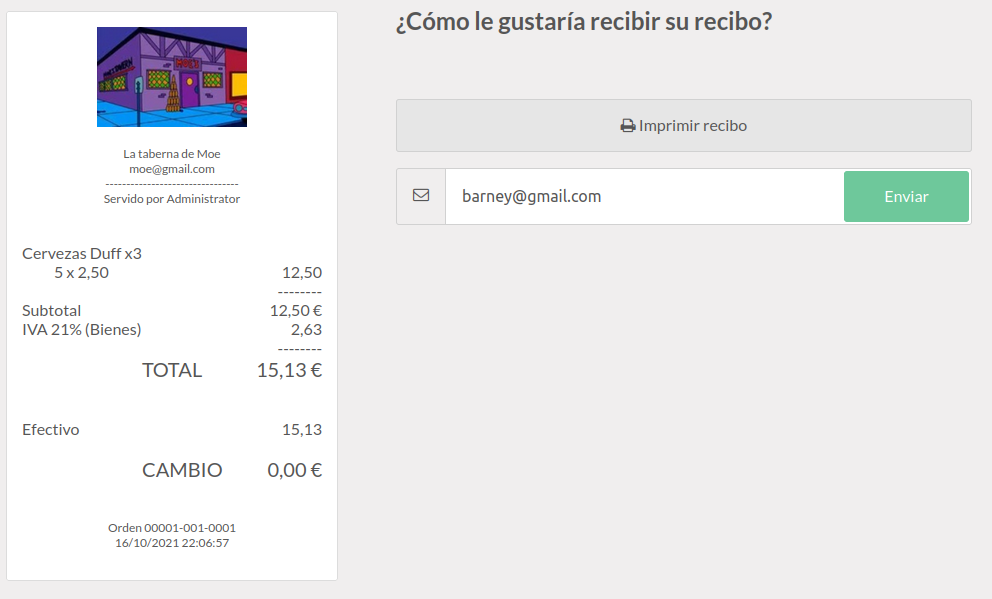 ¿Cómo le gustaría recibir su recibo?
MOE'S
La taberna de Moe
moe@gmail.com
--------------------------------
Servido por Administrator
Cervezas Duff x3
5 x 2,50 12,50
--------
Subtotal 12,50 €
IVA 21% (Bienes) 2,63
--------
TOTAL 15,13 €
Efectivo 15,13
CAMBIO 0,00 €
Orden 00001-001-0001
16/10/2021 22:06:57
Imprimir recibo
barney@gmail.com Enviar